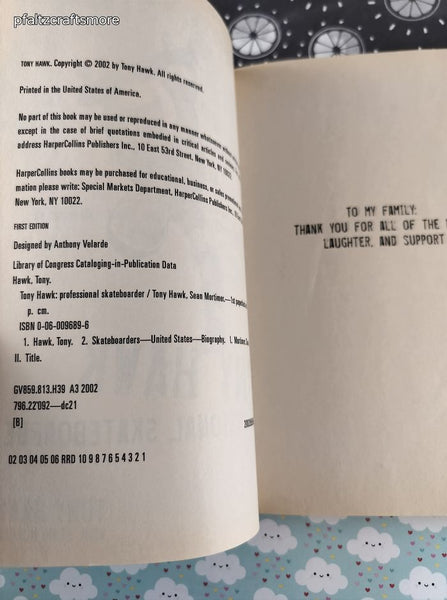 pfaltzcraftsmore
TONY HAWK. Copyright © 2002 by Tony Hawk. All rights reserved.
Printed in the United States of America.
No part of this book may be used or reproduced in any manner whatsoever without
except in the case of brief quotations embodied in critical articles and
address HarperCollins Publishers Inc., 10 East 53rd Street, New York, NY 10022.
HarperCollins books may be purchased for educational, business, or sales promotional
mation please write: Special Markets Department, HarperCollins Publishers Inc., 10
New York, NY 10022.
FIRST EDITION
Designed by Anthony Velarde
Library of Congress Cataloging-in-Publication Data
Hawk, Tony.
Tony Hawk: professional skateboarder / Tony Hawk, Sean Mortimer.—1st
p. cm.
ISBN 0-06-009689-6
1. Hawk, Tony. 2. Skateboarders—United States—Biography. I. Mortimer,
II. Title.
GV859.813.H39 A3 2002
796.22'092—dc21
[B]
02 03 04 05 06 RRD 10 9 8 7 6 5 4 3 2 1
TO MY FAMILY:
THANK YOU FOR ALL OF THE
LAUGHTER, AND SUPPORT